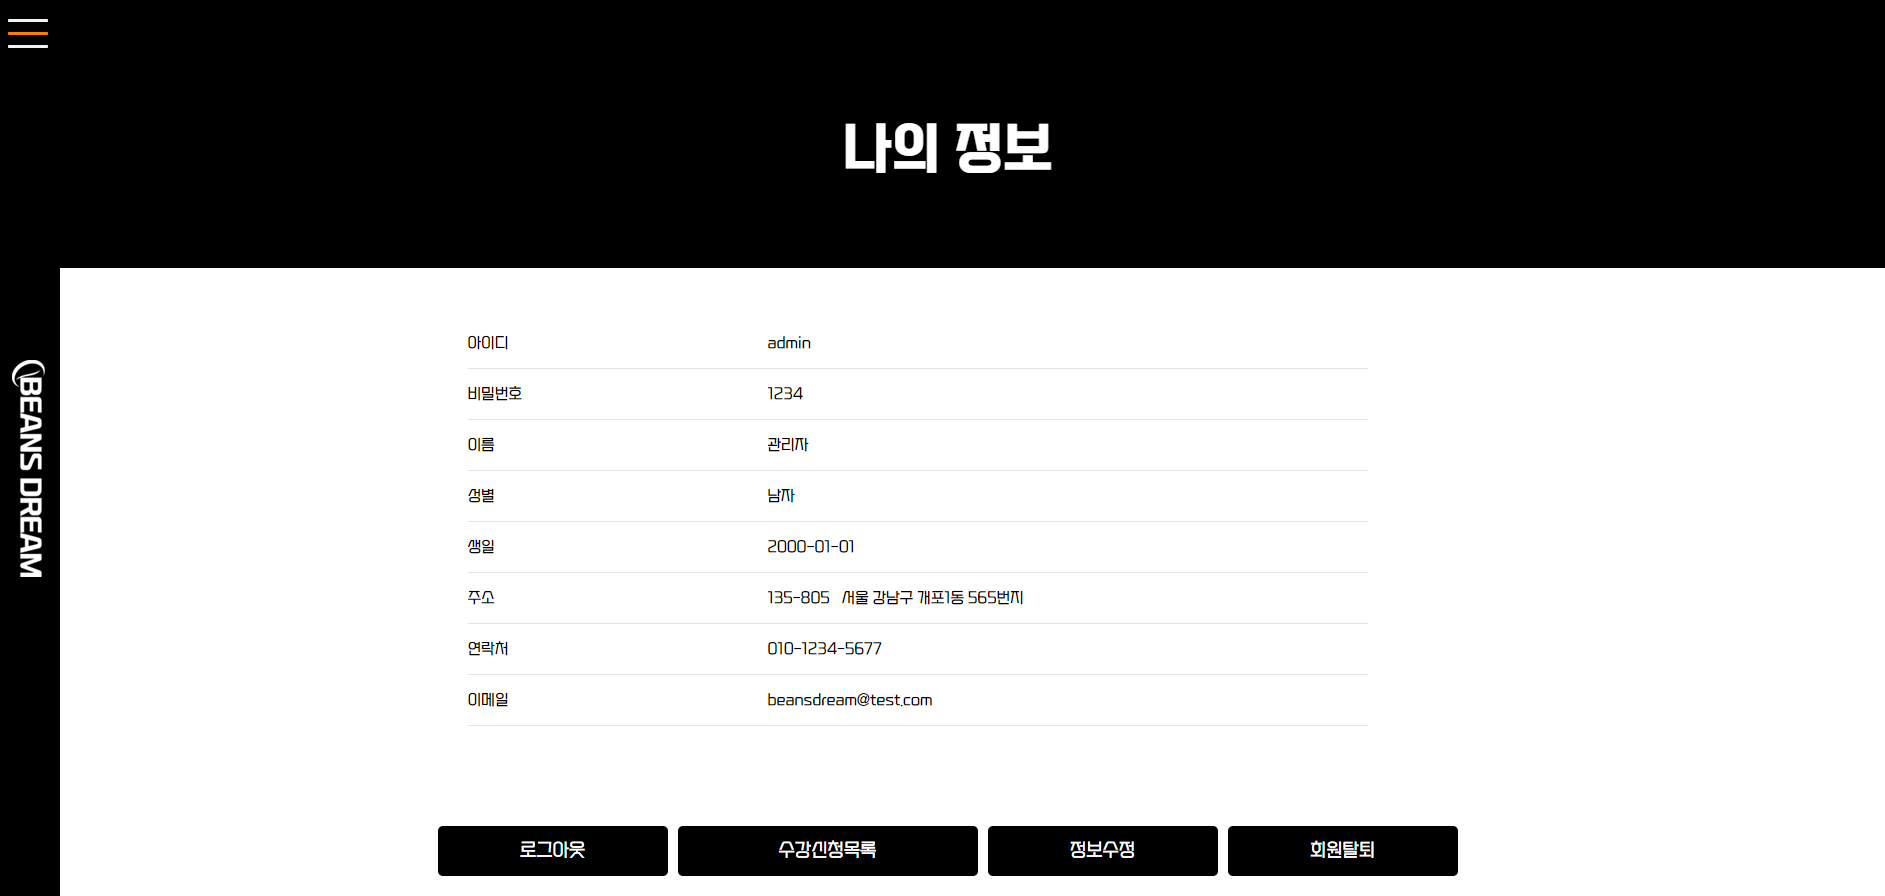 나의 정보
BEANS DREAM
아이디 admin
비밀번호 1234
이름 관리자
성별 남자
생일 2000-01-01
주소 135-805 서울 강남구 개포1동 565번지
연락처 010-1234-5677
이메일 beansdream@test.com
로그아웃 수강신청목록 정보수정 회원탈퇴